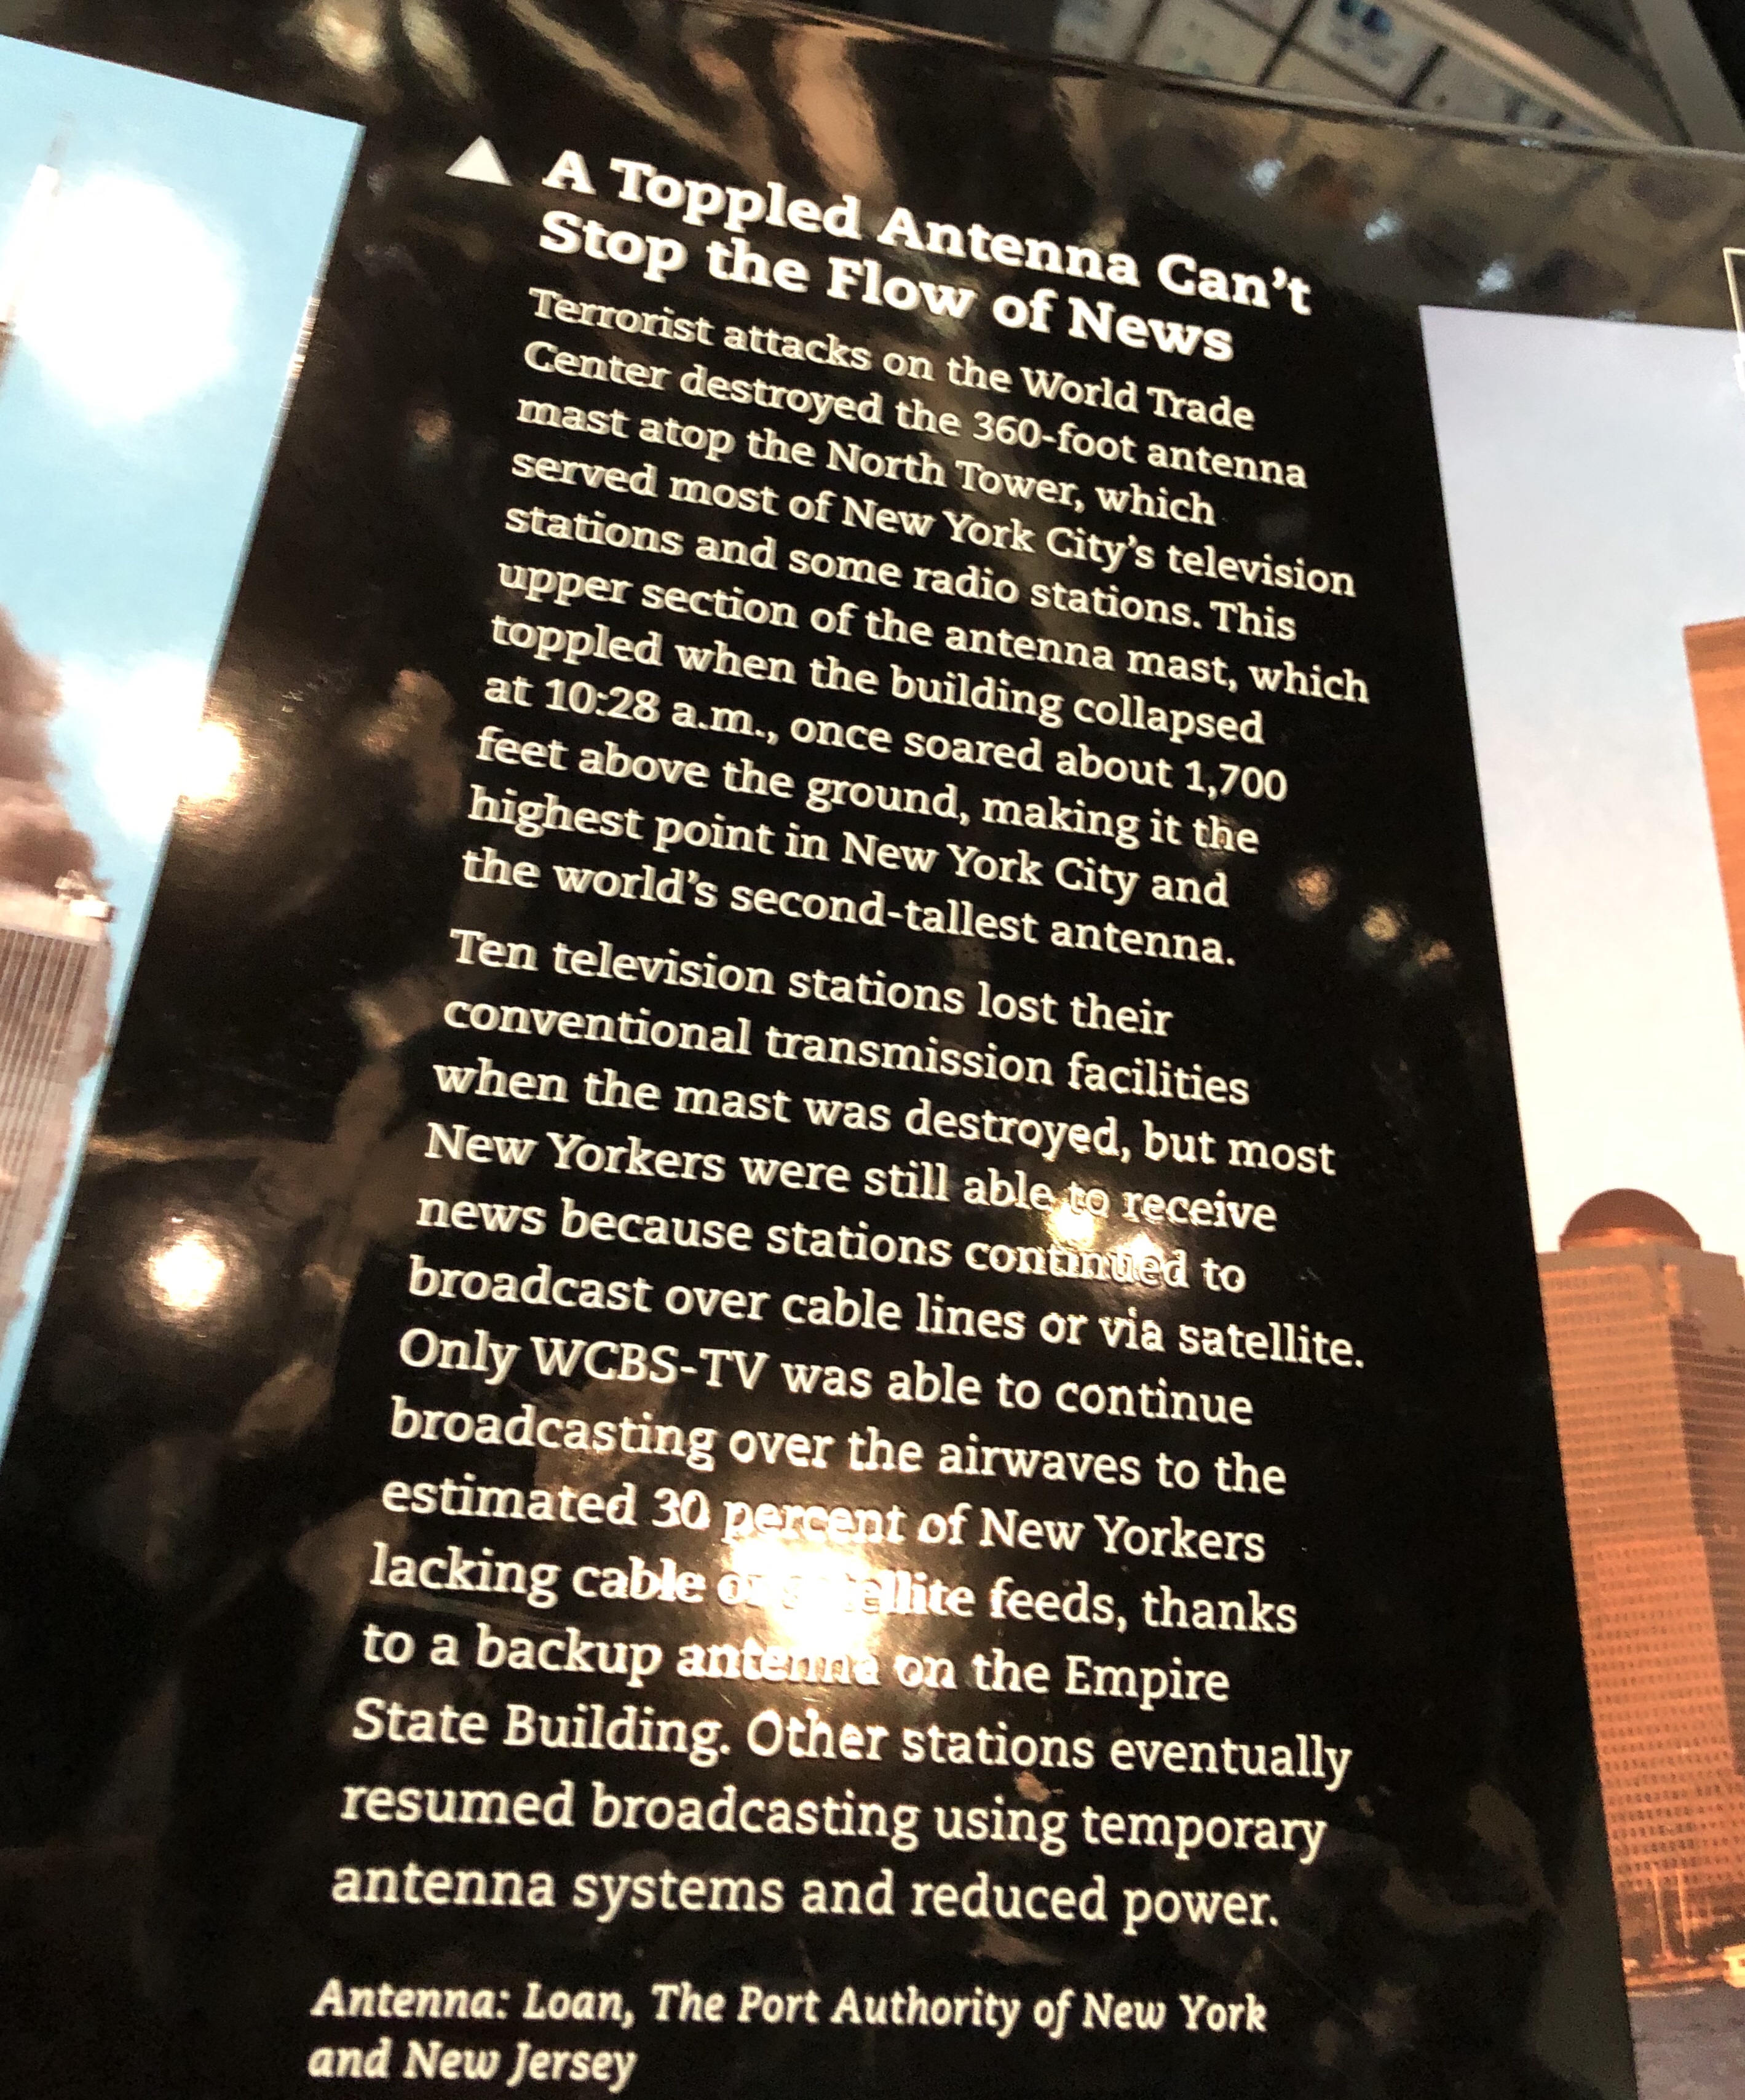 A Toppled Antenna Can't
Stop the Flow of News
Terrorist attacks on the World Trade
Center destroyed the 360-foot antenna
mast atop the North Tower, which
served most of New York City's television
stations and some radio stations. This
upper section of the antenna mast, which
toppled when the building collapsed
at 10:28 a.m., once soared about 1,700
feet above the ground, making it the
highest point in New York City and
the world's second-tallest antenna.
Ten television stations lost their
conventional transmission facilities
when the mast was destroyed, but most
New Yorkers were still able to receive
news because stations continued to
broadcast over cable lines or via satellite.
Only WCBS-TV was able to continue
broadcasting over the airwaves to the
estimated 30 percent of New Yorkers
lacking cable or satellite feeds, thanks
to a backup antenna on the Empire
State Building. Other stations eventually
resumed broadcasting using temporary
antenna systems and reduced power.
Antenna: Loan, The Port Authority of New York
and New Jersey